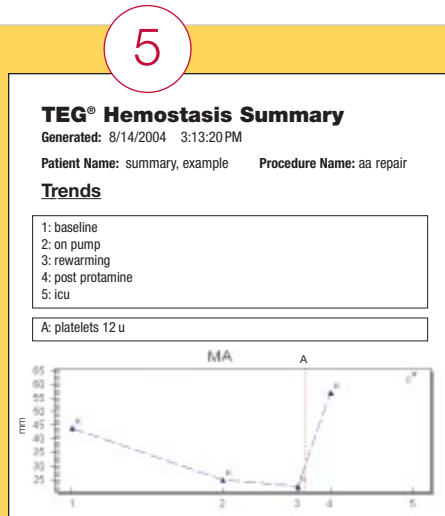 5
TEG® Hemostasis Summary
Generated: 8/14/2004 3:13:20 PM
Patient Name: summary, example Procedure Name: aa repair
Trends
1: baseline
2: on pump
3: rewarming
4: post protamine
5: icu
A: platelets 12 u
MA A
65
60
55
50
45
40
35
30
25
mm
1 2 3 4 5